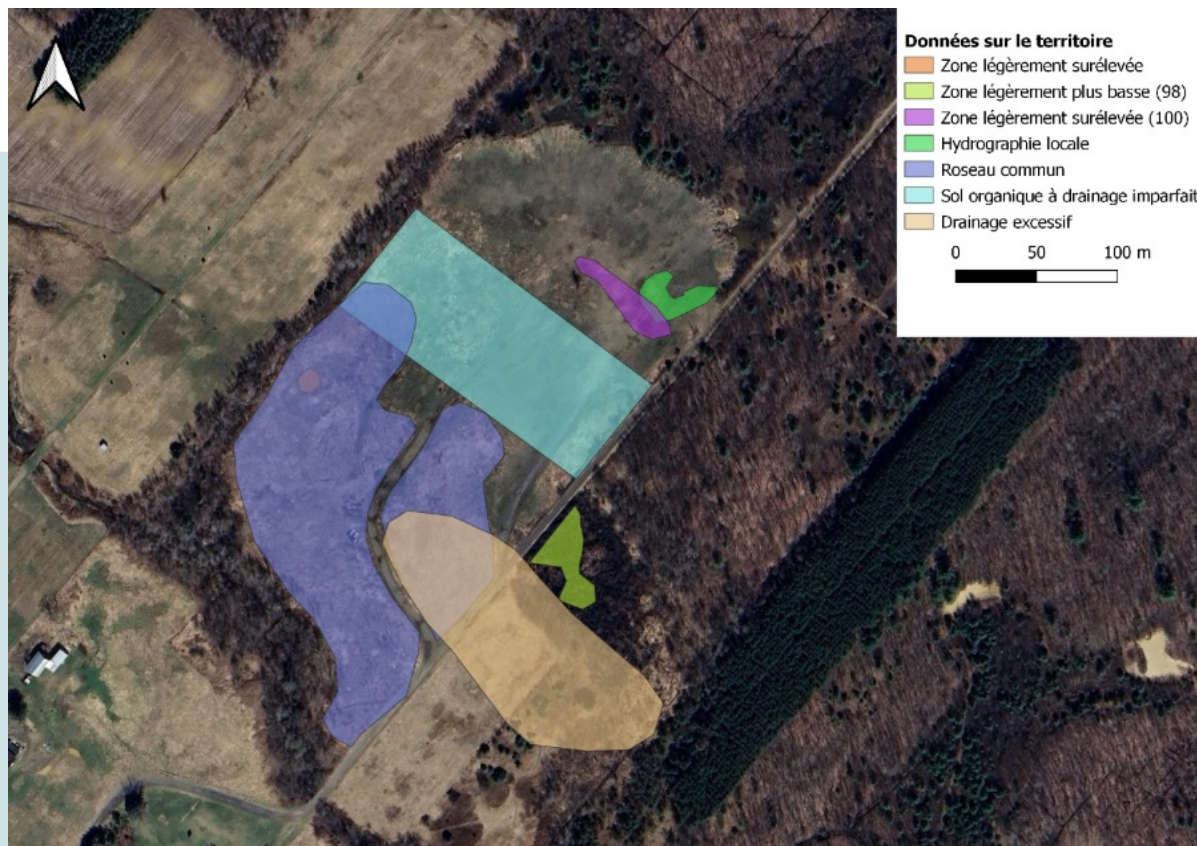 Données sur le territoire
Zone légèrement surélevée
Zone légèrement plus basse (98)
Zone légèrement surélevée (100)
Hydrographie locale
Roseau commun
Sol organique à drainage imparfait
Drainage excessif
0 50 100 m